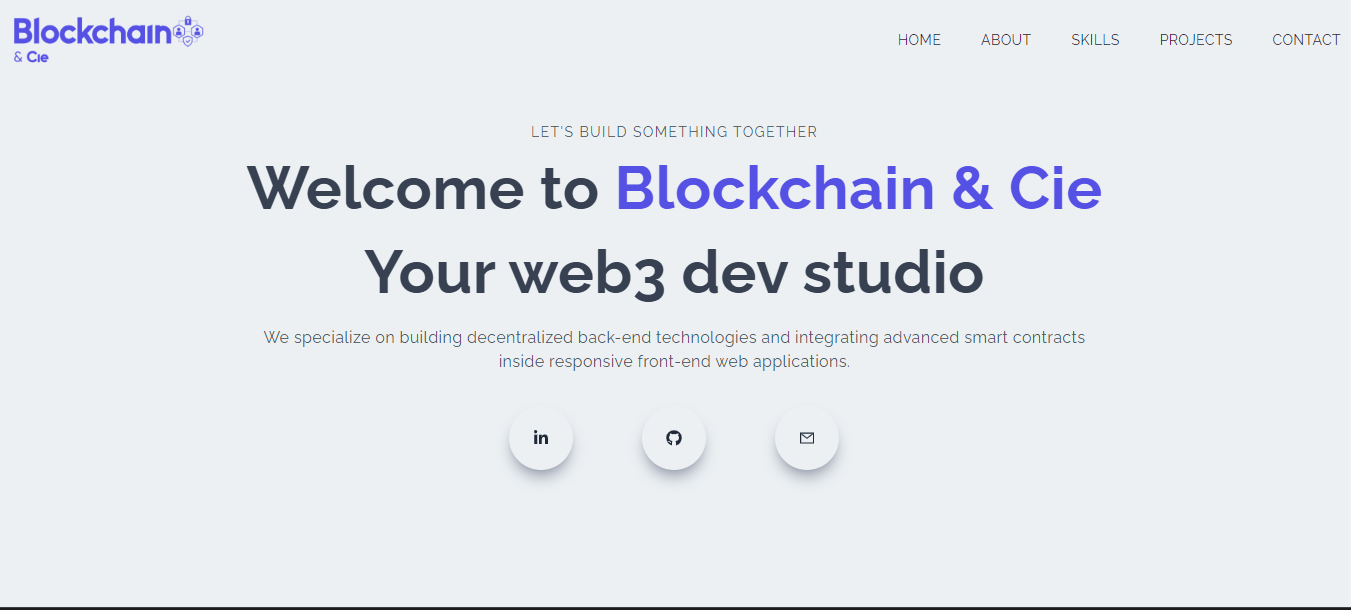 Blockchain
& Cie
HOME
ABOUT
SKILLS
PROJECTS
CONTACT
LET'S BUILD SOMETHING TOGETHER
Welcome to Blockchain & Cie
Your web3 dev studio
We specialize on building decentralized back-end technologies and integrating advanced smart contracts
inside responsive front-end web applications.
in